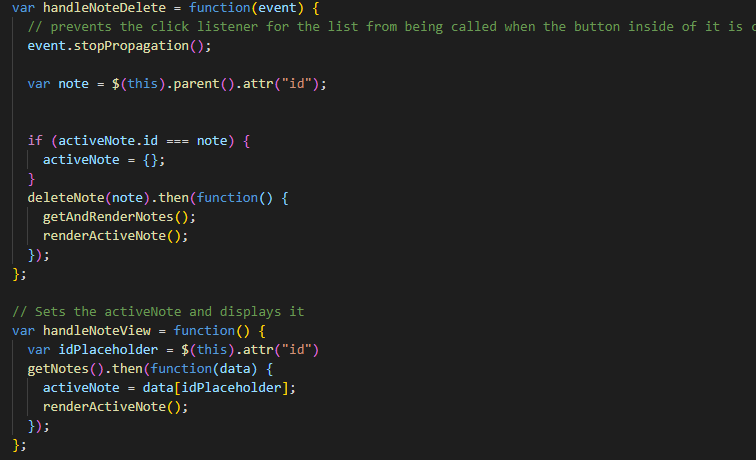 var handleNoteDelete = function(event) {
// prevents the click listener for the list from being called when the button inside of it is
event.stopPropagation();
var note = $(this).parent().attr("id");
if (activeNote.id === note) {
activeNote = {};
}
deleteNote(note).then(function() {
getAndRenderNotes();
renderActiveNote();
});
};
// Sets the activeNote and displays it
var handleNoteView = function() {
var idPlaceholder = $(this).attr("id")
getNotes().then(function(data) {
activeNote = data[idPlaceholder];
renderActiveNote();
});
};